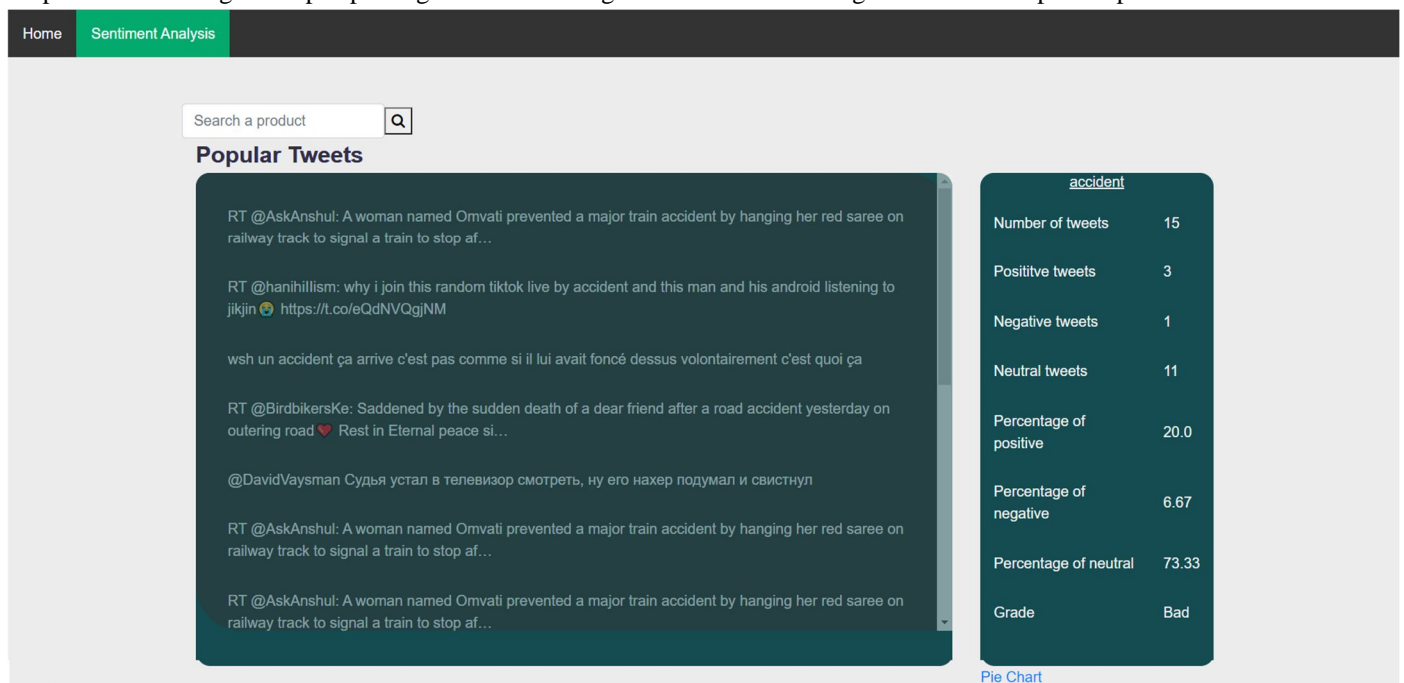 Home Sentiment Analysis
Search a product
Popular Tweets
RT @AskAnshul: A woman named Omvati prevented a major train accident by hanging her red saree on
railway track to signal a train to stop af…
RT @hanihillism: why i join this random tiktok live by accident and this man and his android listening to
jikjin😭 https://t.co/eQdNVQgjNM
wsh un accident ça arrive c'est pas comme si il lui avait foncé dessus volontairement c'est quoi ça
RT @BirdbikersKe: Saddened by the sudden death of a dear friend after a road accident yesterday on
outering road❤ Rest in Eternal peace si…
@DavidVaysman Судья устал в телевизор смотреть, ну его нахер подумал и свистнул
RT @AskAnshul: A woman named Omvati prevented a major train accident by hanging her red saree on
railway track to signal a train to stop af…
RT @AskAnshul: A woman named Omvati prevented a major train accident by hanging her red saree on
railway track to signal a train to stop af…
accident
Number of tweets 15
Posititve tweets 3
Negative tweets 1
Neutral tweets 11
Percentage of
positive 20.0
Percentage of
negative 6.67
Percentage of neutral 73.33
Grade Bad
Pie Chart